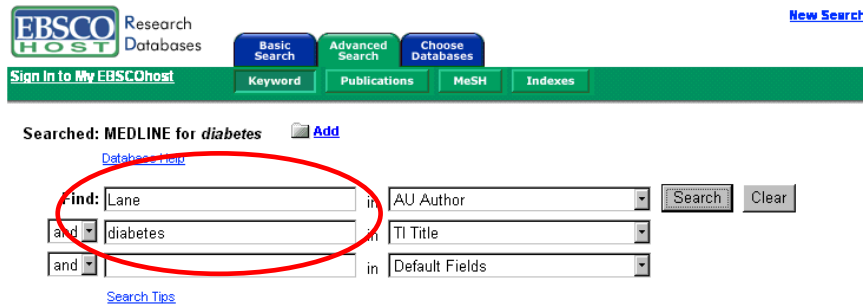 New Search
EBSCO Research
HOST Databases
Basic Search Advanced Search Choose Databases
Sign In to My EBSCOhost Keyword Publications MeSH Indexes
Searched: MEDLINE for diabetes Add
Database Help
Find: Lane in AU Author Search Clear
and diabetes in TI Title
and in Default Fields
Search Tips